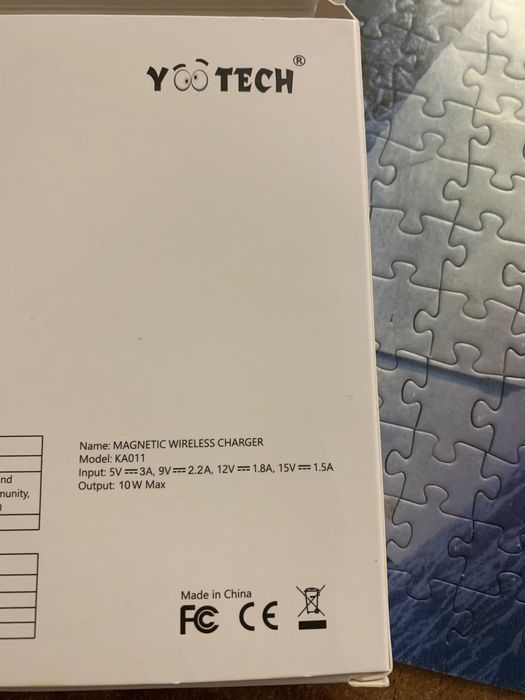 YOOTECH®
nd
munity,
Name: MAGNETIC WIRELESS CHARGER
Model: KA011
Input: 5V⎓3A, 9V⎓2.2A, 12V⎓1.8A, 15V⎓1.5A
Output: 10W Max
Made in China
FC CE